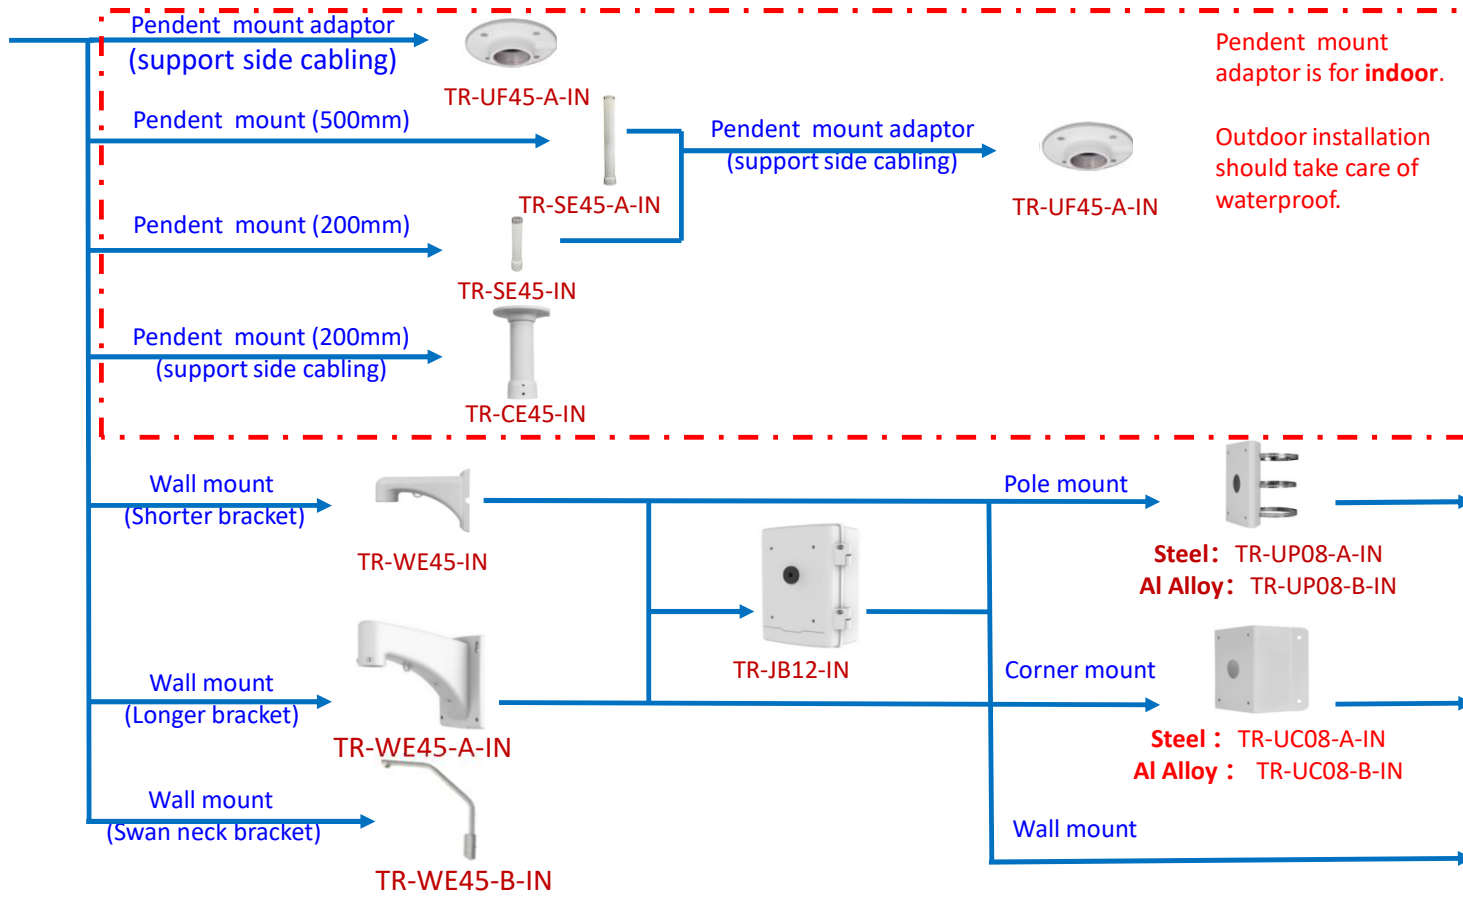 Pendent mount adaptor
(support side cabling)
TR-UF45-A-IN
Pendent mount
adaptor is for indoor.
Outdoor installation
should take care of
waterproof.
Pendent mount (500mm)
TR-SE45-A-IN
Pendent mount adaptor
(support side cabling)
TR-UF45-A-IN
Pendent mount (200mm)
TR-SE45-IN
Pendent mount (200mm)
(support side cabling)
TR-CE45-IN
Wall mount
(Shorter bracket)
TR-WE45-IN
Pole mount
Steel： TR-UP08-A-IN
Al Alloy： TR-UP08-B-IN
TR-JB12-IN
Wall mount
(Longer bracket)
TR-WE45-A-IN
Corner mount
Steel： TR-UC08-A-IN
Al Alloy： TR-UC08-B-IN
Wall mount
(Swan neck bracket)
TR-WE45-B-IN
Wall mount